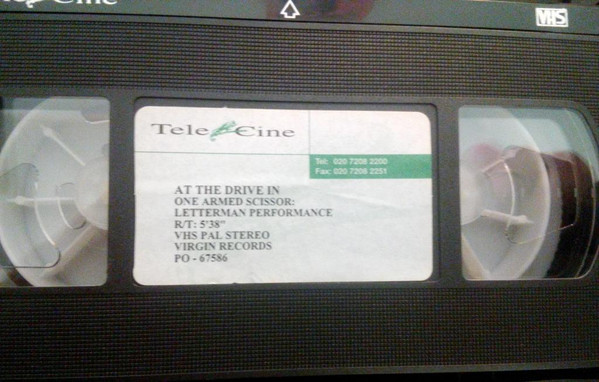 VHS
Tele Cine
Tel: 020 7208 2200
Fax: 020 7208 2251
AT THE DRIVE IN
ONE ARMED SCISSOR:
LETTERMAN PERFORMANCE
R/T: 5'38"
VHS PAL STEREO
VIRGIN RECORDS
PO - 67586